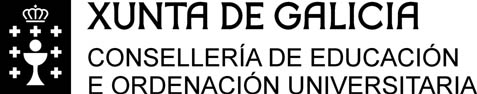 XUNTA DE GALICIA
CONSELLERÍA DE EDUCACIÓN
E ORDENACIÓN UNIVERSITARIA